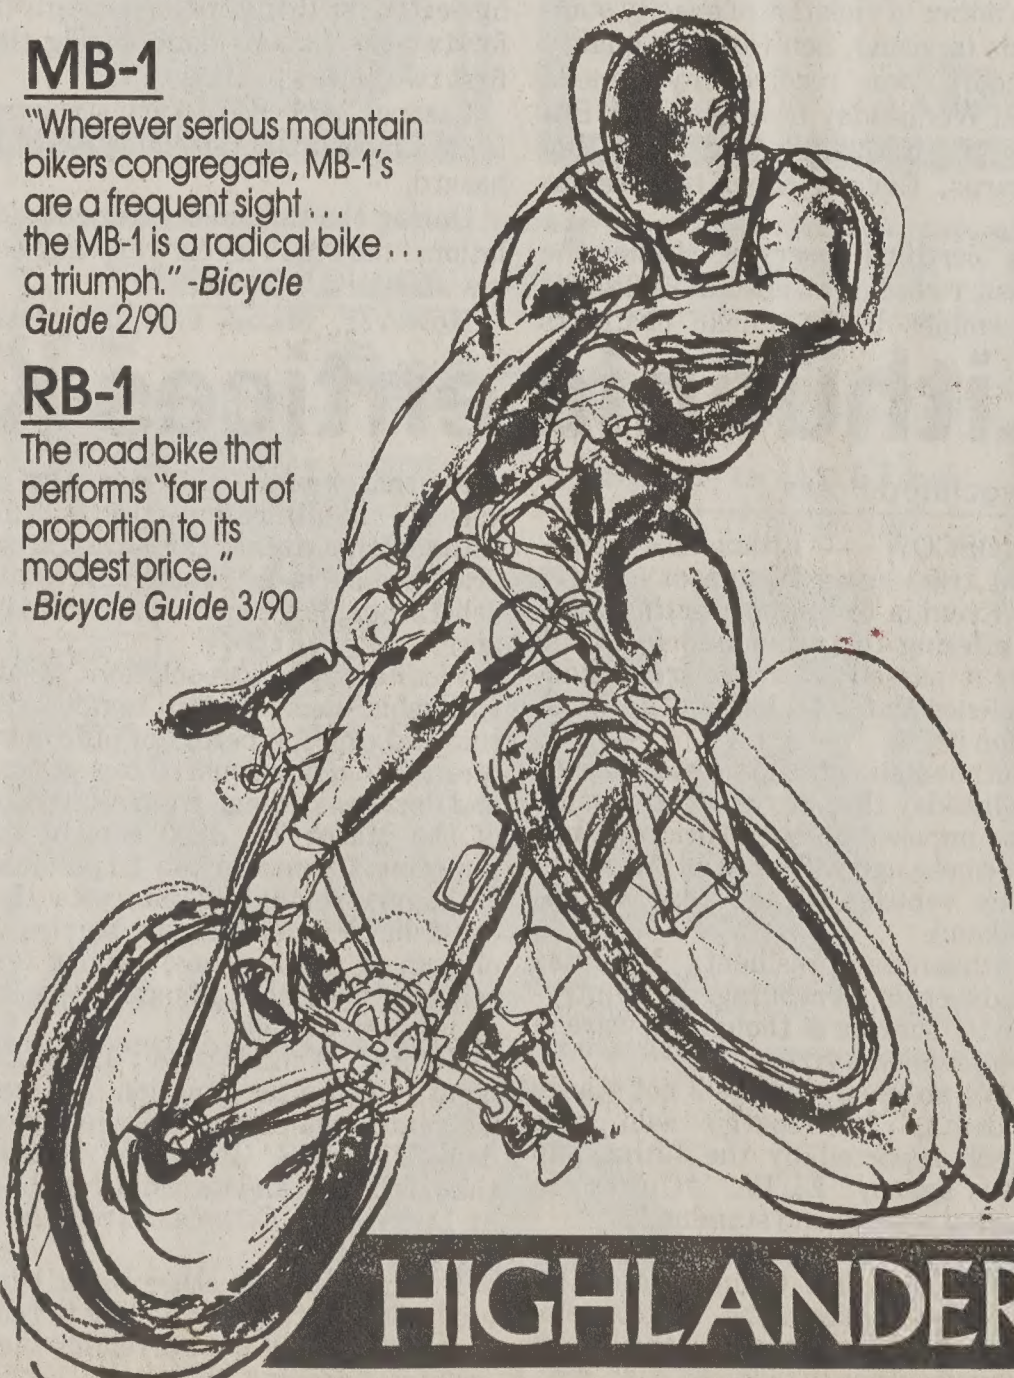 MB-1
"Wherever serious mountain
bikers congregate, MB-1's
are a frequent sight...
the MB-1 is a radical bike...
a triumph." -Bicycle
Guide 2/90
RB-1
The road bike that
performs "far out of
proportion to its
modest price."
-Bicycle Guide 3/90
HIGHLANDER